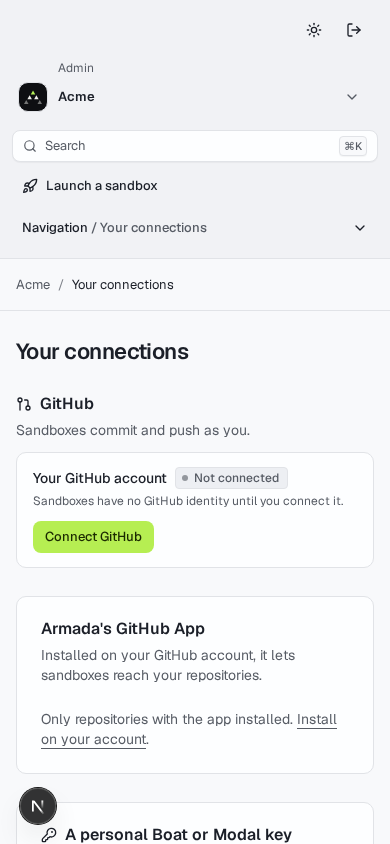 Admin
Acme
Search
⌘K
Launch a sandbox
Navigation / Your connections
Acme / Your connections
Your connections
GitHub
Sandboxes commit and push as you.
Your GitHub account
Not connected
Sandboxes have no GitHub identity until you connect it.
Connect GitHub
Armada's GitHub App
Installed on your GitHub account, it lets
sandboxes reach your repositories.
Only repositories with the app installed. Install
on your account.
N
A personal Boat or Modal key